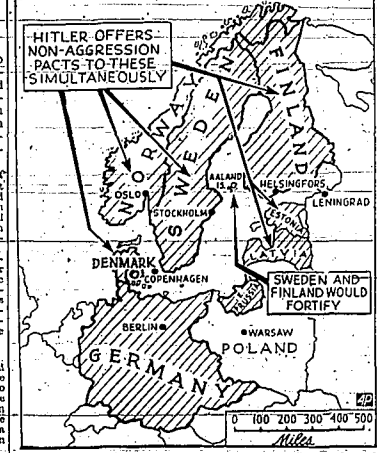 HITLER OFFERS
NON-AGGRESSION
PACTS TO THESE
SIMULTANEOUSLY
NORWAY
SWEDEN
FINLAND
AALAND
IS.
OSLO
HELSINGFORS
LENINGRAD
STOCKHOLM
ESTONIA
LATVIA
DENMARK
COPENHAGEN
SWEDEN AND
FINLAND WOULD
FORTIFY
BERLIN
WARSAW
POLAND
GERMANY
AP
0 100 200 300 400 500
Miles